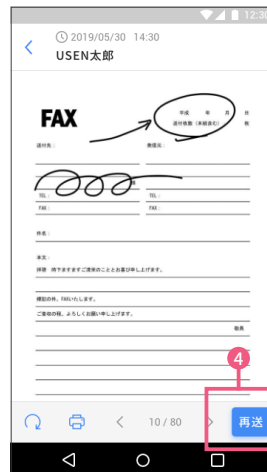 12:30
2019/05/30 14:30
USEN太郎
FAX
平成 年 月 日
送付枚数(表紙含む) 枚
送付先:
発信元:
様
TEL:
TEL:
FAX:
FAX:
件名:
本文:
拝啓 時下ますますご清栄のこととお喜び申し上げます。
標記の件、FAXいたします。
ご査収の程、よろしくお願い申し上げます。
敬具
4
10 / 80
再送